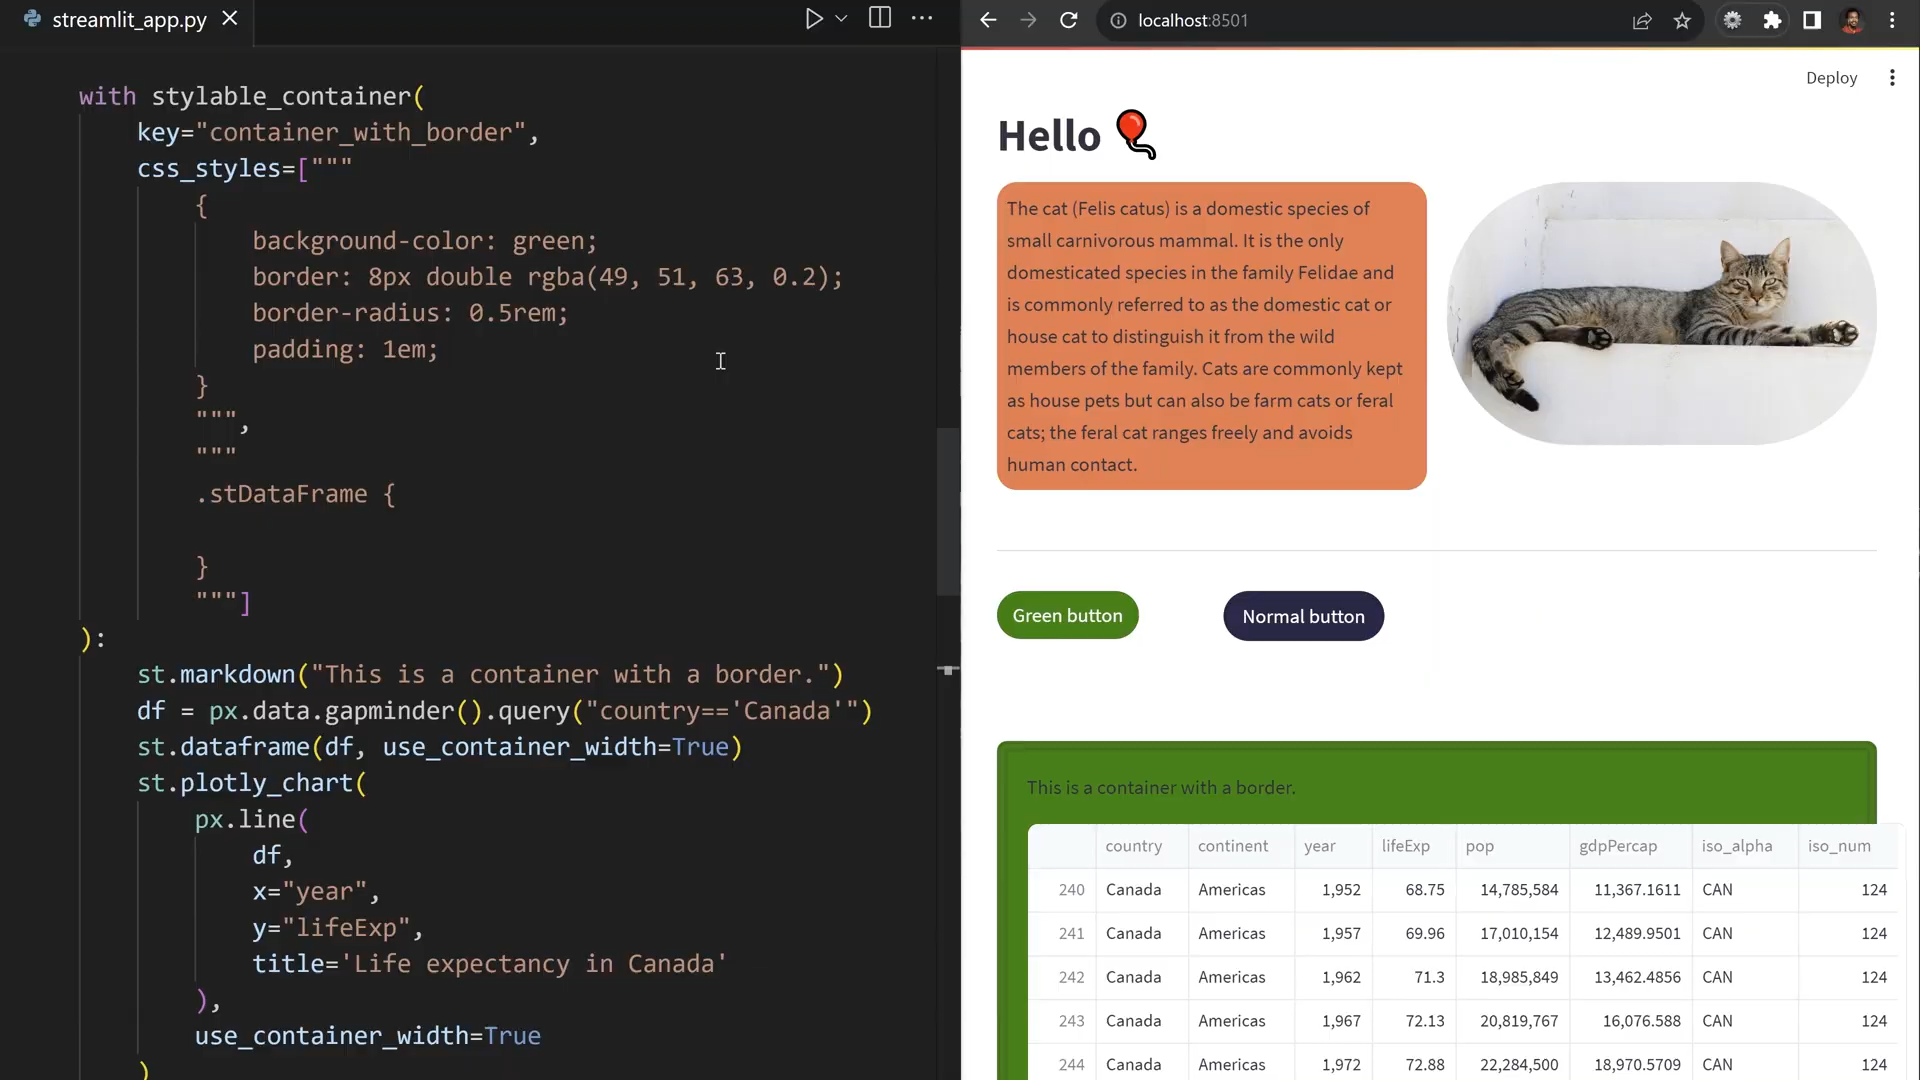 streamlit_app.py
with stylable_container(
key="container_with_border",
css_styles=["""
{
background-color: green;
border: 8px double rgba(49, 51, 63, 0.2);
border-radius: 0.5rem;
padding: 1em;
}
""",
"""
.stDataFrame {
}
"""]
):
st.markdown("This is a container with a border.")
df = px.data.gapminder().query("country=='Canada'")
st.dataframe(df, use_container_width=True)
st.plotly_chart(
px.line(
df,
x="year",
y="lifeExp",
title='Life expectancy in Canada'
),
use_container_width=True
)
localhost:8501
Deploy
Hello
The cat (Felis catus) is a domestic species of
small carnivorous mammal. It is the only
domesticated species in the family Felidae and
is commonly referred to as the domestic cat or
house cat to distinguish it from the wild
members of the family. Cats are commonly kept
as house pets but can also be farm cats or feral
cats; the feral cat ranges freely and avoids
human contact.
Green button Normal button
This is a container with a border.
country continent year lifeExp pop gdpPercap iso_alpha iso_num
240 Canada Americas 1,952 68.75 14,785,584 11,367.1611 CAN 124
241 Canada Americas 1,957 69.96 17,010,154 12,489.9501 CAN 124
242 Canada Americas 1,962 71.3 18,985,849 13,462.4856 CAN 124
243 Canada Americas 1,967 72.13 20,819,767 16,076.588 CAN 124
244 Canada Americas 1,972 72.88 22,284,500 18,970.5709 CAN 124